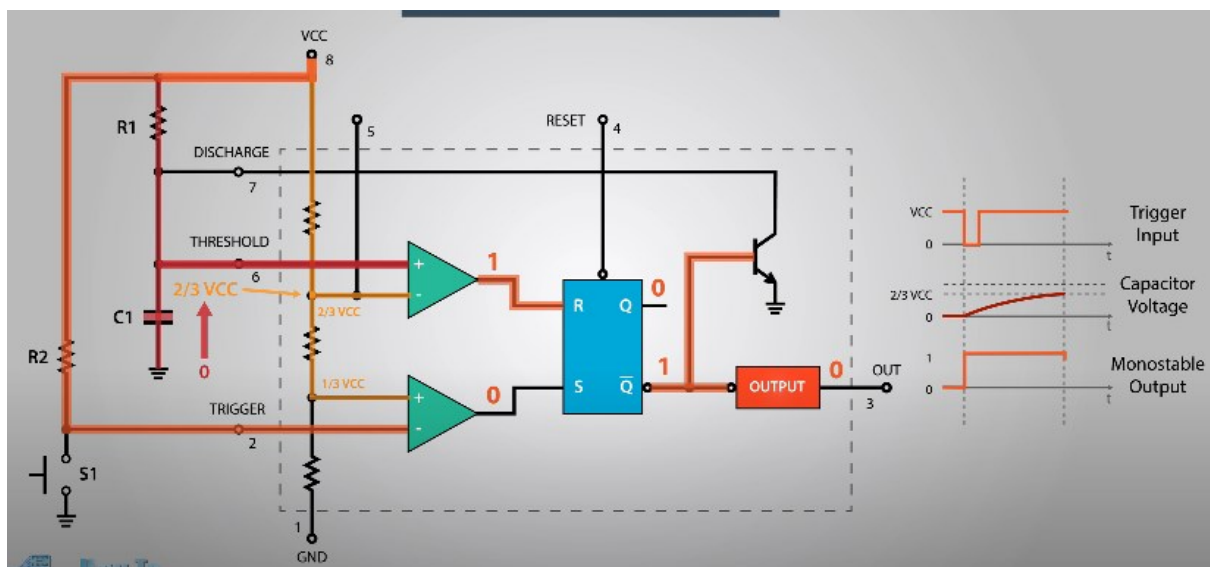 VCC
8
R1
5
RESET
4
DISCHARGE
7
THRESHOLD
6
2/3 VCC
2/3 VCC
C1
0
R2
1/3 VCC
TRIGGER
2
S1
1
GND
+
-
1
+
-
0
R
Q
0
S
Q̅
1
OUTPUT
0
OUT
3
VCC
0
t
Trigger
Input
2/3 VCC
0
t
Capacitor
Voltage
1
0
t
Monostable
Output